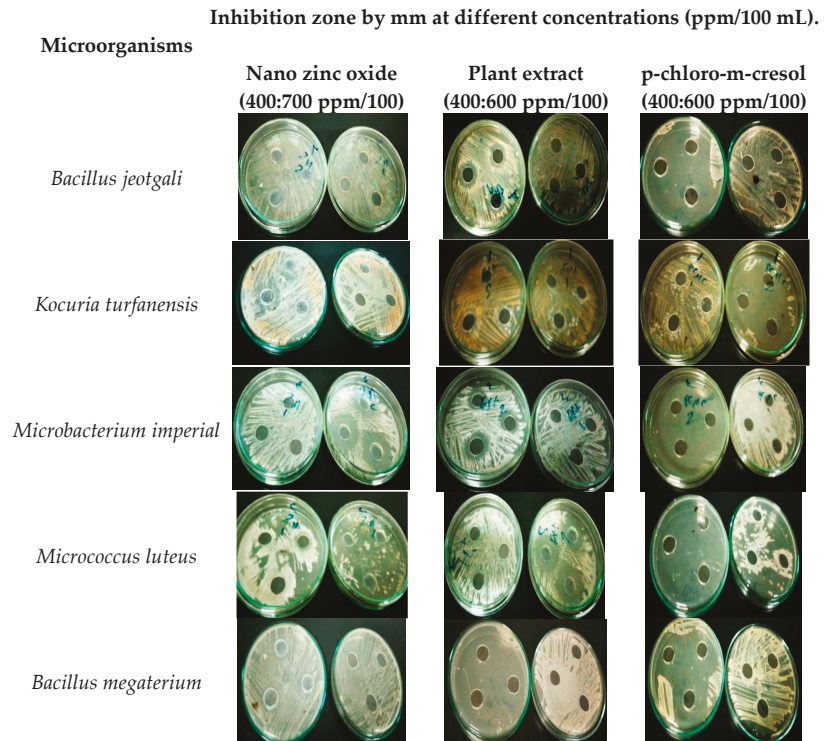 Inhibition zone by mm at different concentrations (ppm/100 mL).
Microorganisms
Nano zinc oxide
(400:700 ppm/100)
Plant extract
(400:600 ppm/100)
p-chloro-m-cresol
(400:600 ppm/100)
Bacillus jeotgali
Kocuria turfanensis
Microbacterium imperial
Micrococcus luteus
Bacillus megaterium